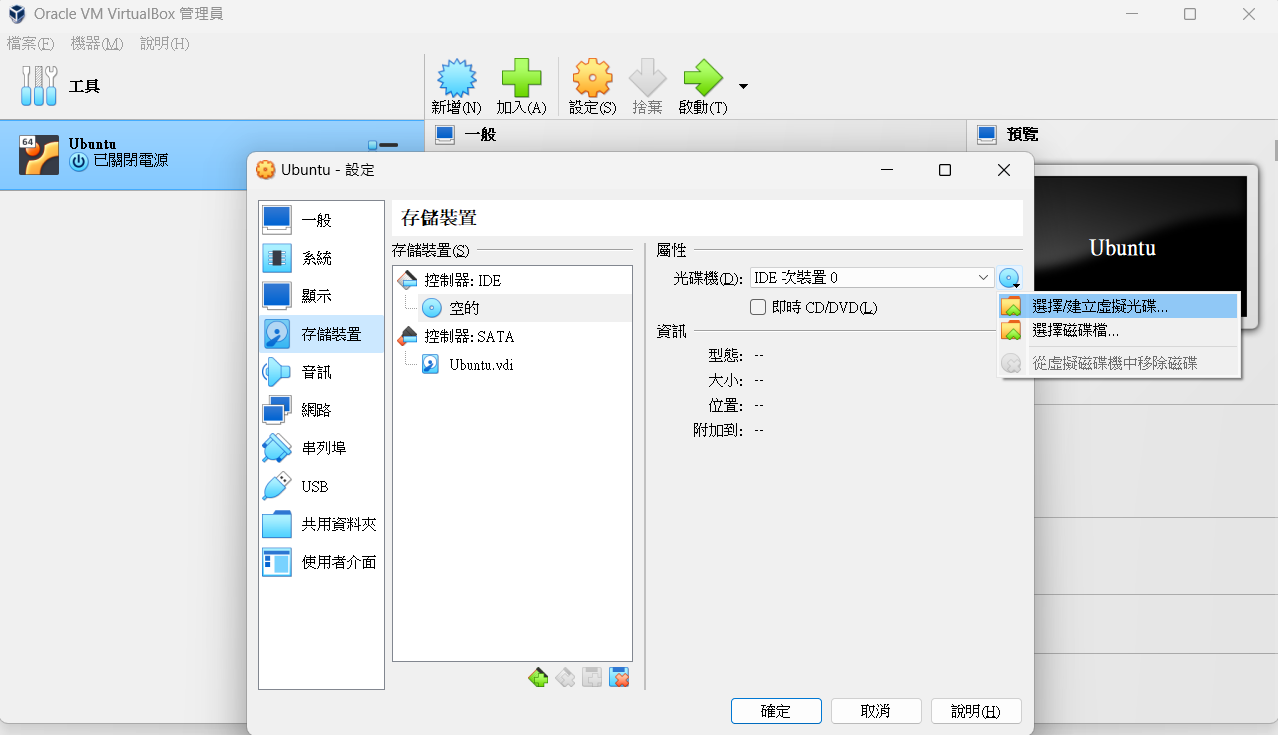 Oracle VM VirtualBox 管理員
檔案(F) 機器(M) 說明(H)
工具
新增(N) 加入(A) 設定(S) 捨棄 啟動(T)
64
Ubuntu
已關閉電源
一般
預覽
Ubuntu
Ubuntu - 設定
一般
系統
顯示
存儲裝置
音訊
網路
串列埠
USB
共用資料夾
使用者介面
存儲裝置
存儲裝置(S)
控制器: IDE
空的
控制器: SATA
Ubuntu.vdi
屬性
光碟機(D): IDE 次裝置 0
即時 CD/DVD(L)
資訊
型態: --
大小: --
位置: --
附加到: --
選擇/建立虛擬光碟...
選擇磁碟檔...
從虛擬磁碟機中移除磁碟
確定 取消 說明(H)